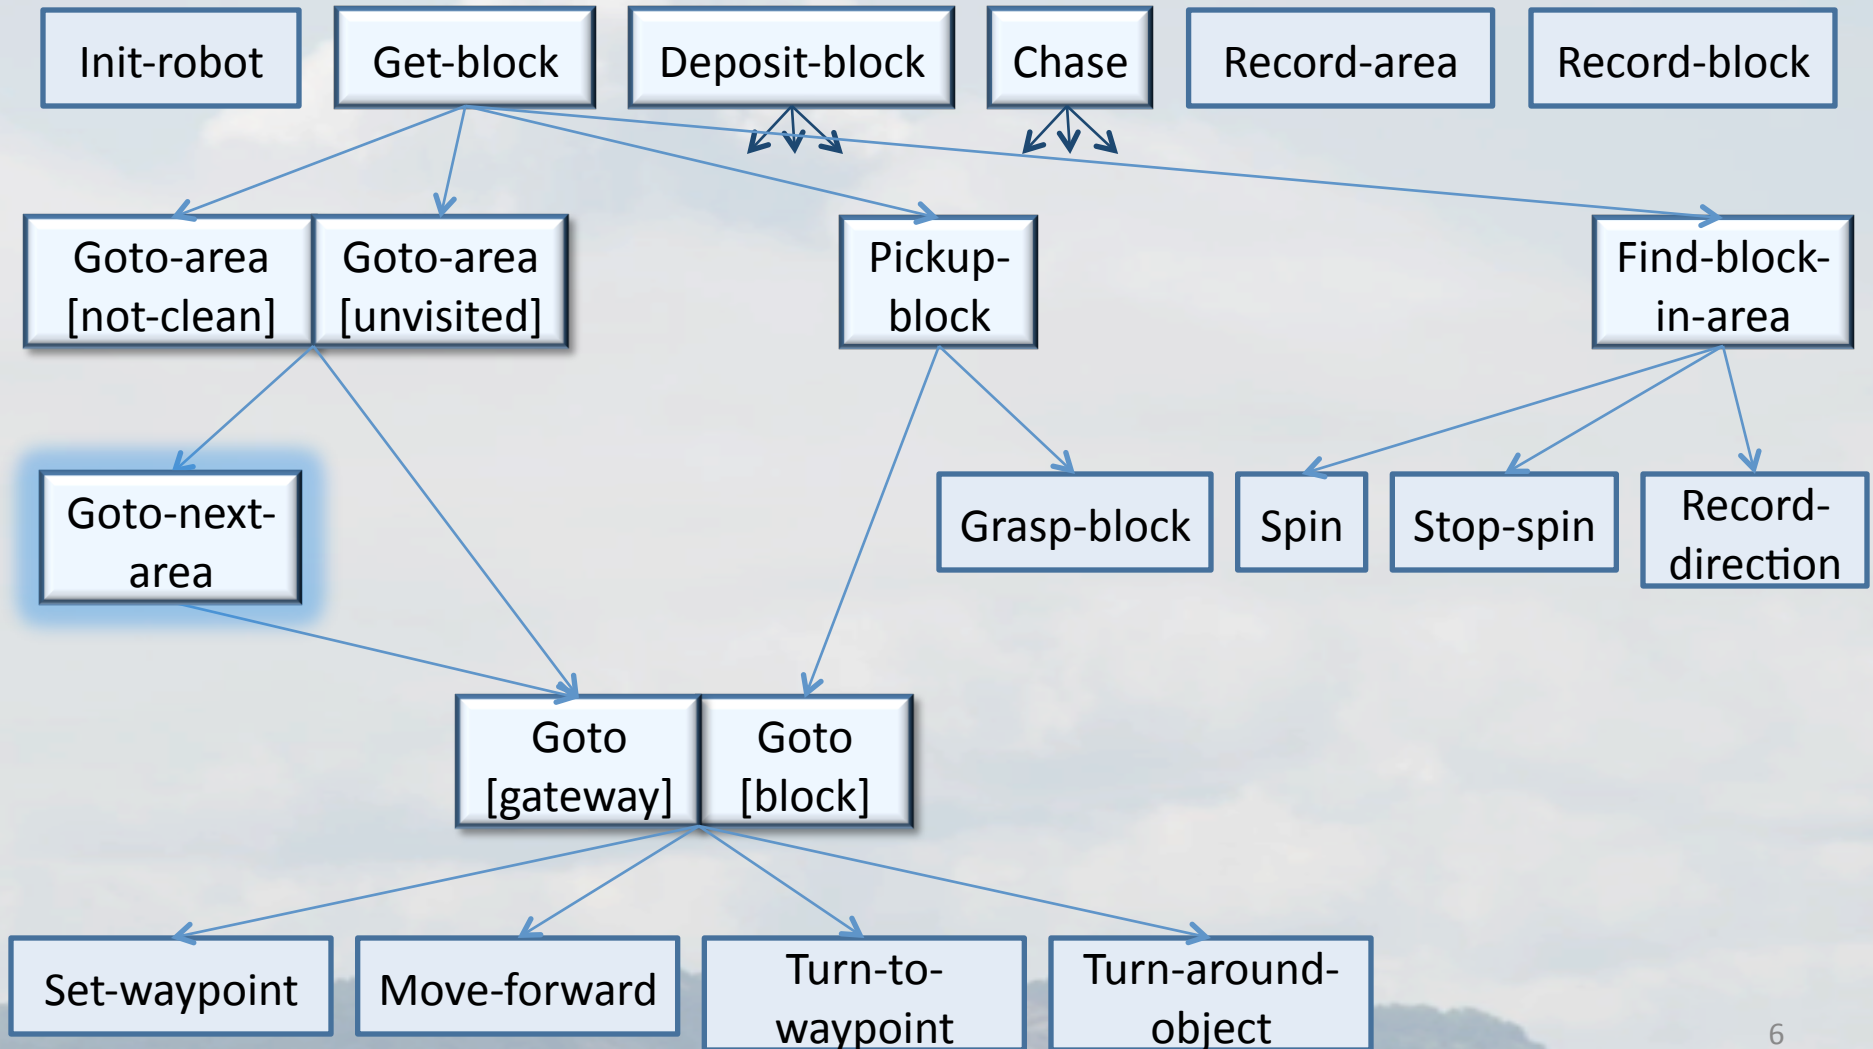 Init-robot
Get-block
Deposit-block
Chase
Record-area
Record-block
Goto-area
[not-clean]
Goto-area
[unvisited]
Pickup-
block
Find-block-
in-area
Goto-next-
area
Grasp-block
Spin
Stop-spin
Record-
direction
Goto
[gateway]
Goto
[block]
Set-waypoint
Move-forward
Turn-to-
waypoint
Turn-around-
object
6